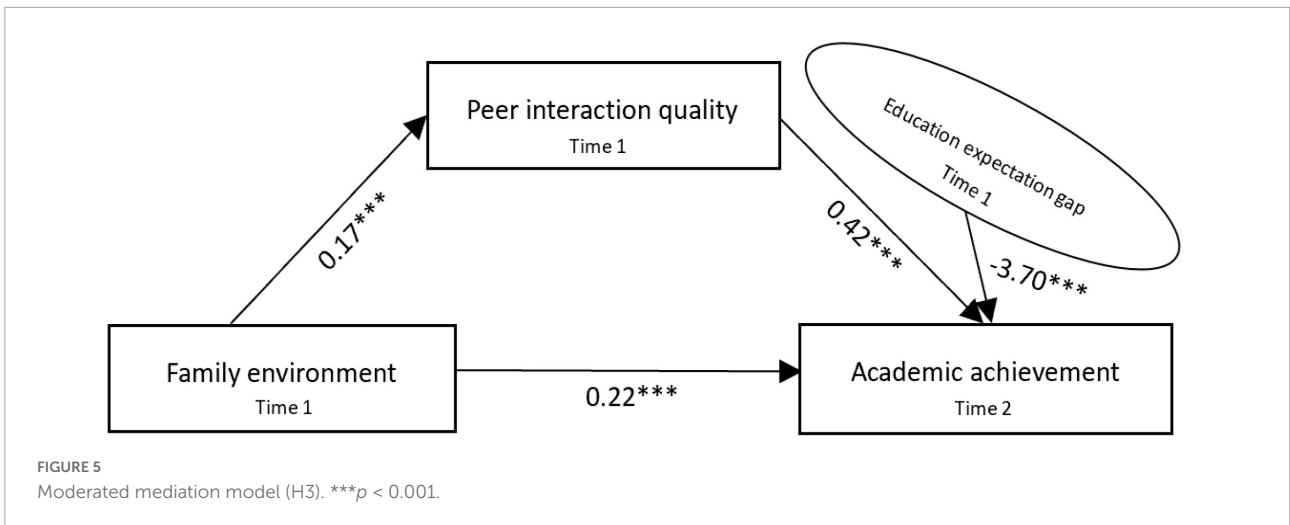 Peer interaction quality
Time 1
Education expectation gap
Time 1
0.17***
0.42***
-3.70***
Family environment
Time 1
0.22***
Academic achievement
Time 2
FIGURE 5
Moderated mediation model (H3). ***p < 0.001.